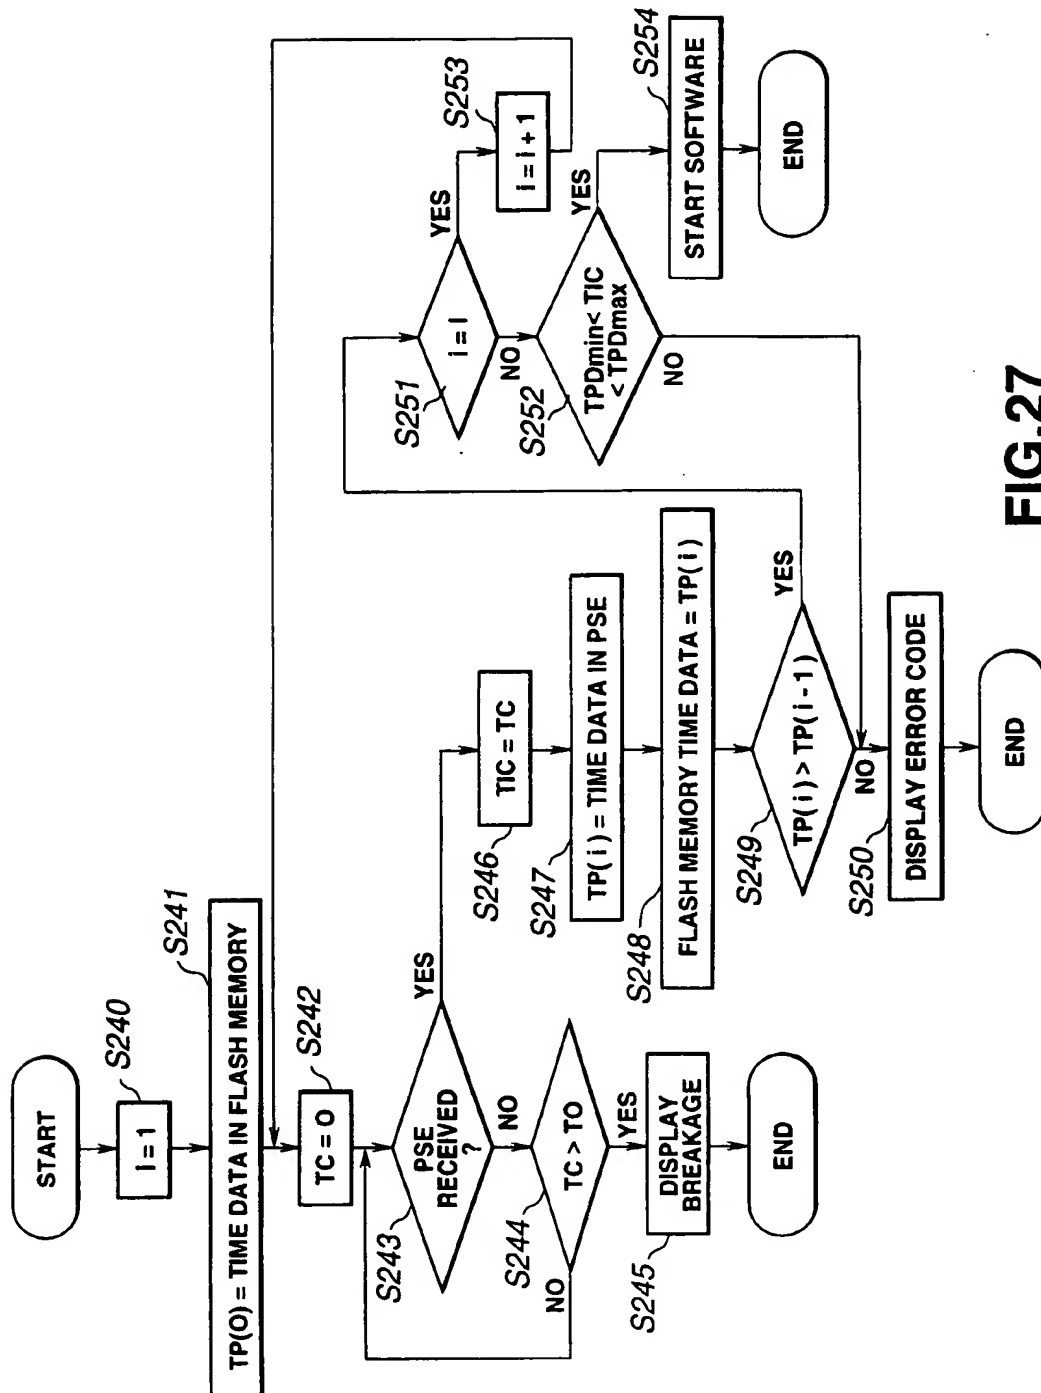 START
S240
i = 1
S241
TP(0) = TIME DATA IN FLASH MEMORY
S242
TC = 0
S243
PSE
RECEIVED
?
YES
NO
S244
TC > TO
NO
YES
S245
DISPLAY
BREAKAGE
END
S246
TIC = TC
S247
TP(i) = TIME DATA IN PSE
S248
FLASH MEMORY TIME DATA = TP(i)
S249
TP(i) > TP(i-1)
YES
NO
S250
DISPLAY ERROR CODE
END
S251
i = I
YES
NO
S253
i = i + 1
S252
TPDmin< TIC
< TPDmax
YES
NO
S254
START SOFTWARE
END
FIG.27